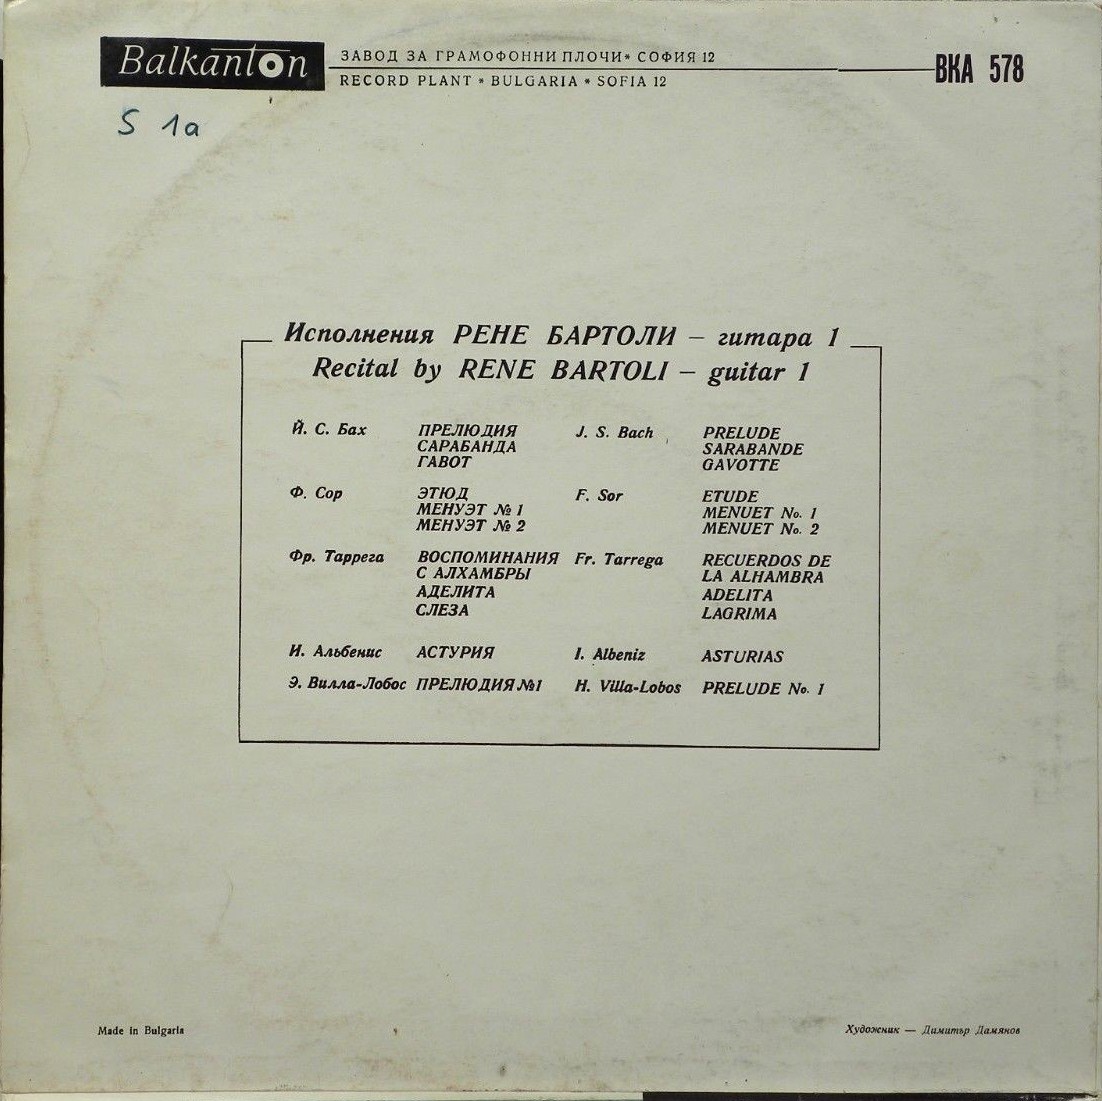 Balkanton
ЗАВОД ЗА ГРАМОФОННИ ПЛОЧИ * СОФИЯ 12
RECORD PLANT * BULGARIA * SOFIA 12
ВКА 578
S 1a
Исполнения РЕНЕ БАРТОЛИ – гитара 1
Recital by RENE BARTOLI – guitar 1
Й. С. Бах ПРЕЛЮДИЯ J. S. Bach PRELUDE
САРАБАНДА SARABANDE
ГАВОТ GAVOTTE
Ф. Сор ЭТЮД F. Sor ETUDE
МЕНУЭТ № 1 MENUET No. 1
МЕНУЭТ № 2 MENUET No. 2
Фр. Таррега ВОСПОМИНАНИЯ Fr. Tarrega RECUERDOS DE
С АЛХАМБРЫ LA ALHAMBRA
АДЕЛИТА ADELITA
СЛЕЗА LAGRIMA
И. Альбенис АСТУРИЯ I. Albeniz ASTURIAS
Э. Вилла-Лобос ПРЕЛЮДИЯ №1 H. Villa-Lobos PRELUDE No. 1
Made in Bulgaria
Художник — Димитър Дамянов